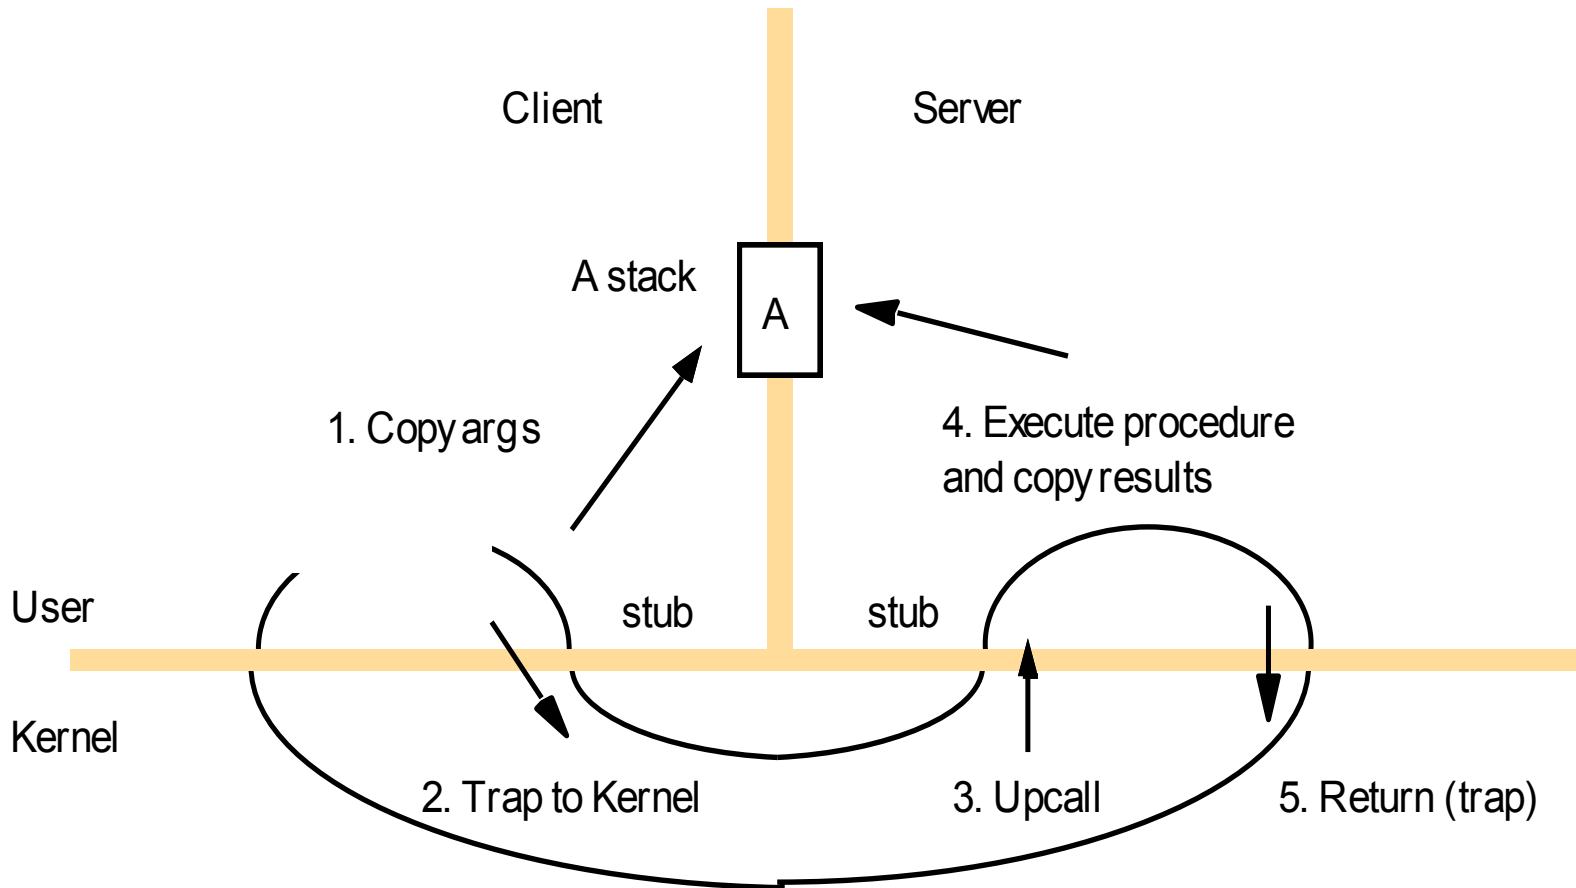 Client
Server
A stack
A
1. Copy args
4. Execute procedure
and copy results
User
stub
stub
Kernel
2. Trap to Kernel
3. Upcall
5. Return (trap)